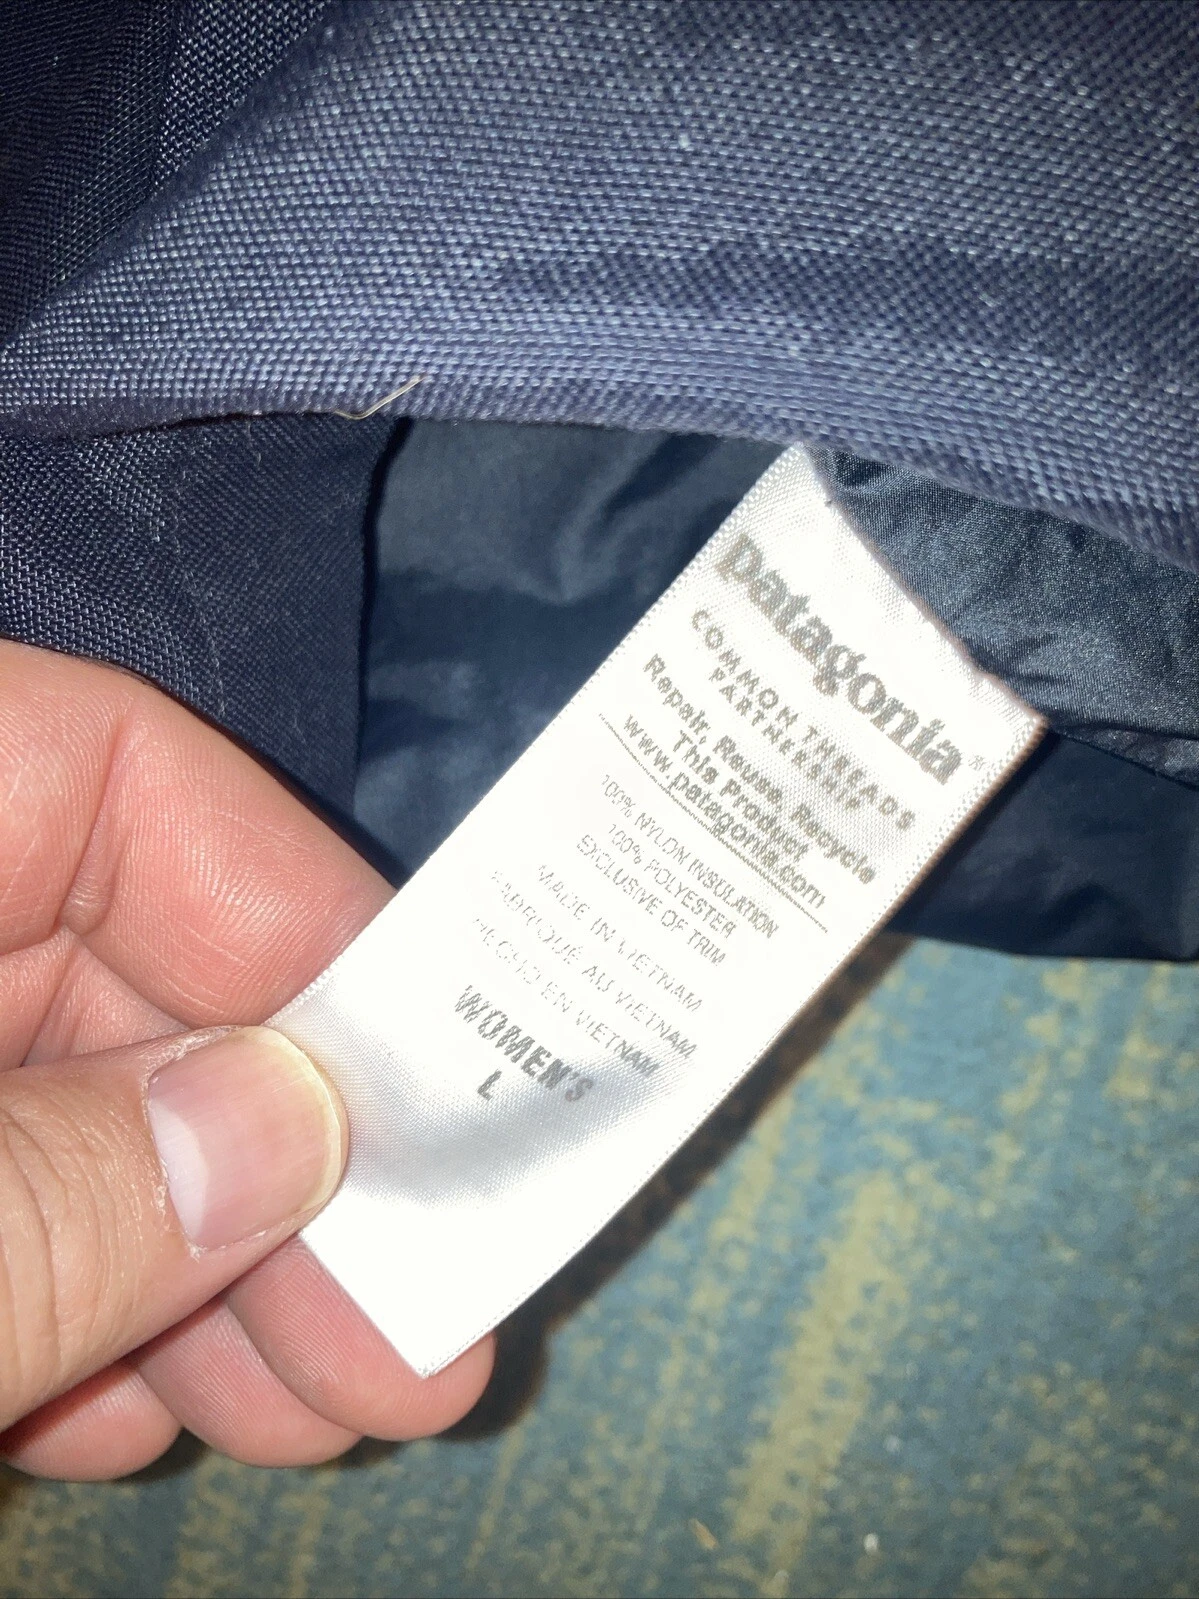 patagonia®
COMMON THREADS
PARTNERSHIP
Repair, Reuse, Recycle
This Product
www.patagonia.com
100% NYLON INSULATION
100% POLYESTER
EXCLUSIVE OF TRIM
MADE IN VIETNAM
FABRIQUÉ AU VIETNAM
HECHO EN VIETNAM
WOMEN'S
L